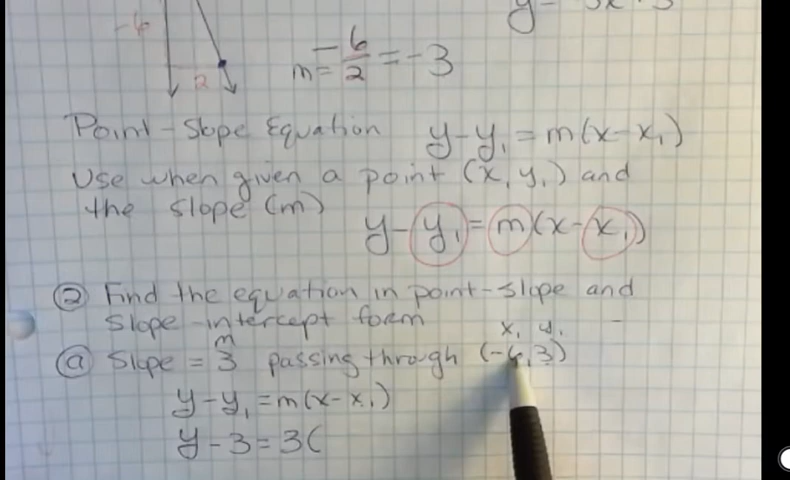 -6
2
m = -6/2 = -3
Point-Slope Equation y-y₁ = m(x-x₁)
Use when given a point (x, y₁) and
the slope (m)
y-y₁ = m(x-x₁)
② Find the equation in point-slope and
Slope-intercept form
m x, y,
ⓐ Slope = 3 passing through (-6,3)
y-y₁ = m(x-x₁)
y-3 = 3(